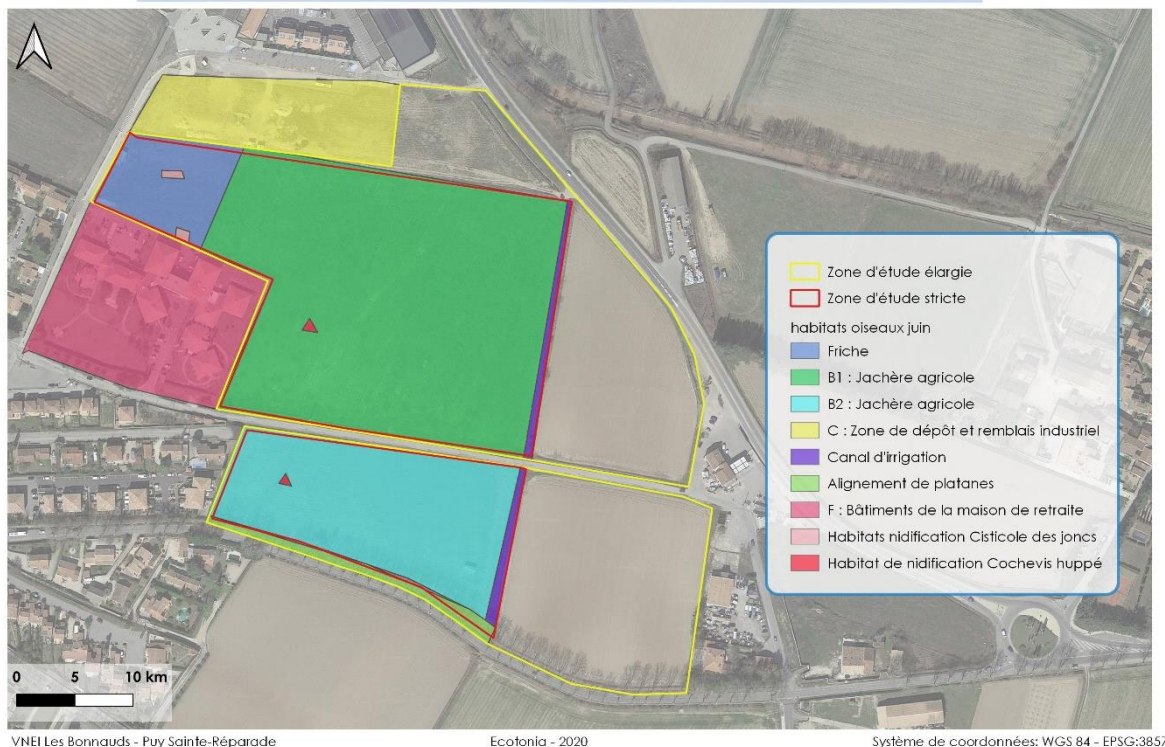 Zone d'étude élargie
Zone d'étude stricte
habitats oiseaux juin
Friche
B1 : Jachère agricole
B2 : Jachère agricole
C : Zone de dépôt et remblais industriel
Canal d'irrigation
Alignement de platanes
F : Bâtiments de la maison de retraite
Habitats nidification Cisticole des joncs
Habitat de nidification Cochevis huppé
0 5 10 km
VNEI Les Bonnauds - Puy Sainte-Réparade Ecotonia - 2020 Système de coordonnées: WGS 84 - EPSG:3857